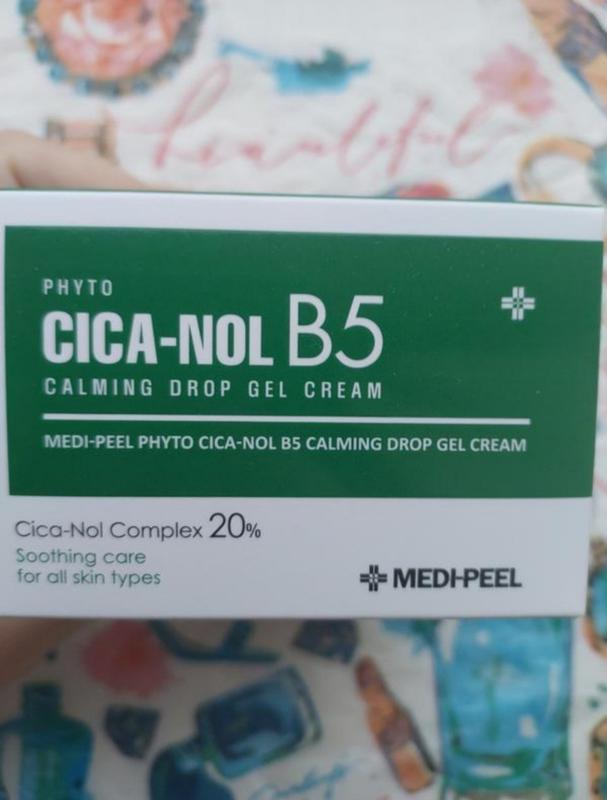 beautiful
PHYTO
CICA-NOL B5
CALMING DROP GEL CREAM
MEDI-PEEL PHYTO CICA-NOL B5 CALMING DROP GEL CREAM
Cica-Nol Complex 20%
Soothing care
for all skin types
MEDI-PEEL